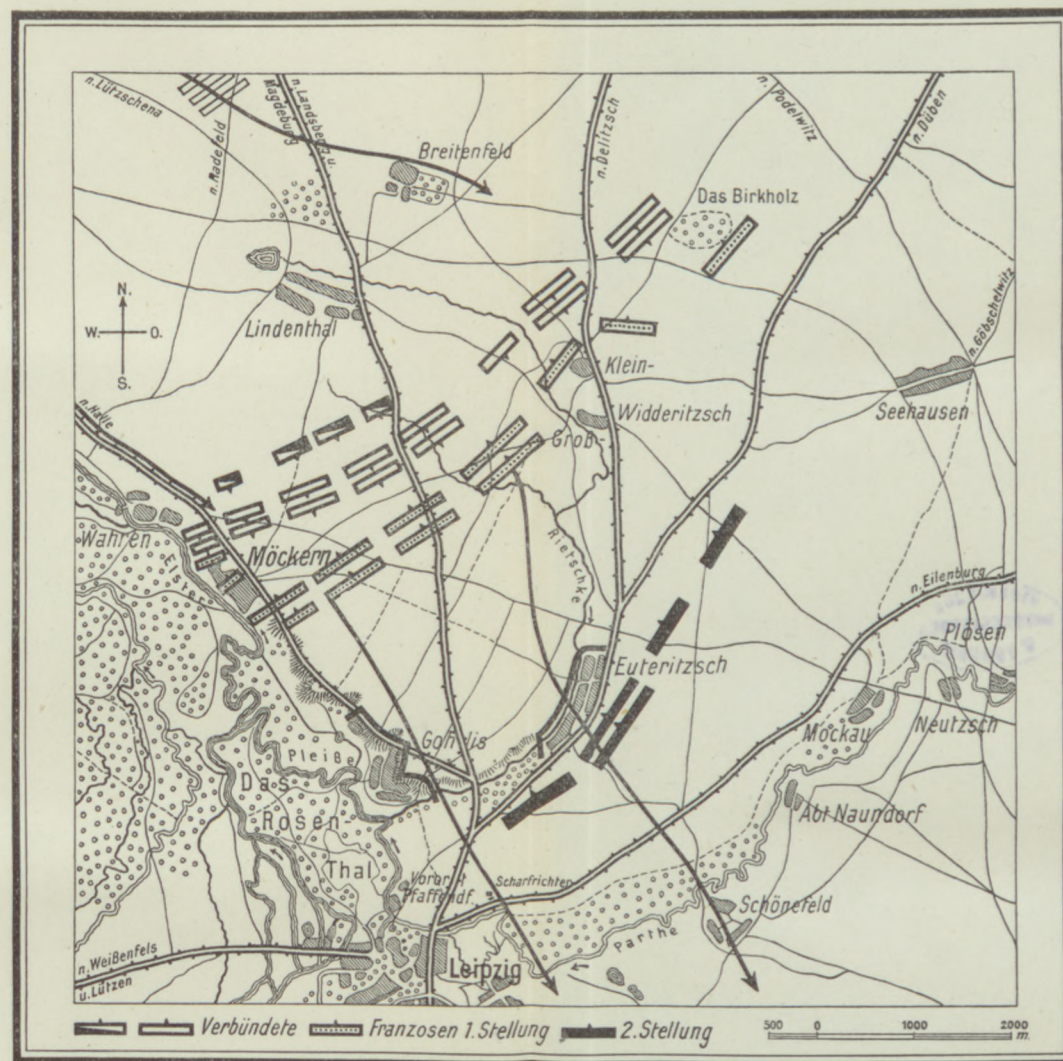 n. Lützschena
n. Radefeld
n. Landsberg u.
Magdeburg
Breitenfeld
n. Delitzsch
n. Podelwitz
n. Düben
Das Birkholz
N.
W. O.
S.
Lindenthal
n. Göbschelwitz
Klein-
Widderitzsch
Groß-
Seehausen
n. Halle
Wahren
Elster
Möckern
Rietschke
n. Eilenburg
Plösen
Euteritzsch
Neutzsch
Mockau
Gohlis
Pleiße
Das
Rosen-
Thal
Abt Naundorf
Vorort
Pfaffendf.
Scharfrichter
Schönefeld
Parthe
Leipzig
n. Weißenfels
u. Lützen
Verbündete Franzosen 1. Stellung 2. Stellung
500 0 1000 2000
m.